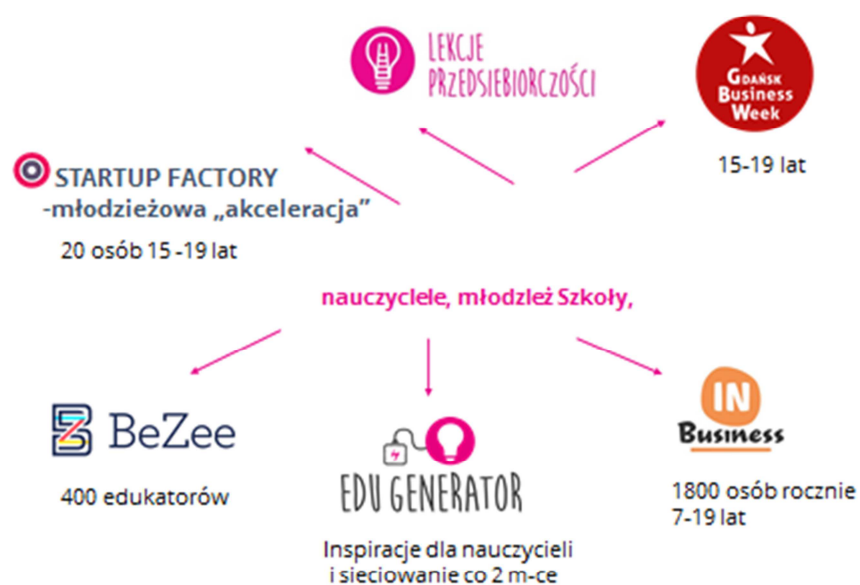 LEKCJE
PRZEDSIEBIORCZOŚCI
GDAŃSK
BUSINESS
WEEK
15-19 lat
STARTUP FACTORY
-młodzieżowa „akceleracja”
20 osób 15 -19 lat
nauczyciele, młodzież Szkoły,
BeZee
400 edukatorów
EDU GENERATOR
Inspiracje dla nauczycieli
i sieciowanie co 2 m-ce
IN
BUSINESS
1800 osób rocznie
7-19 lat